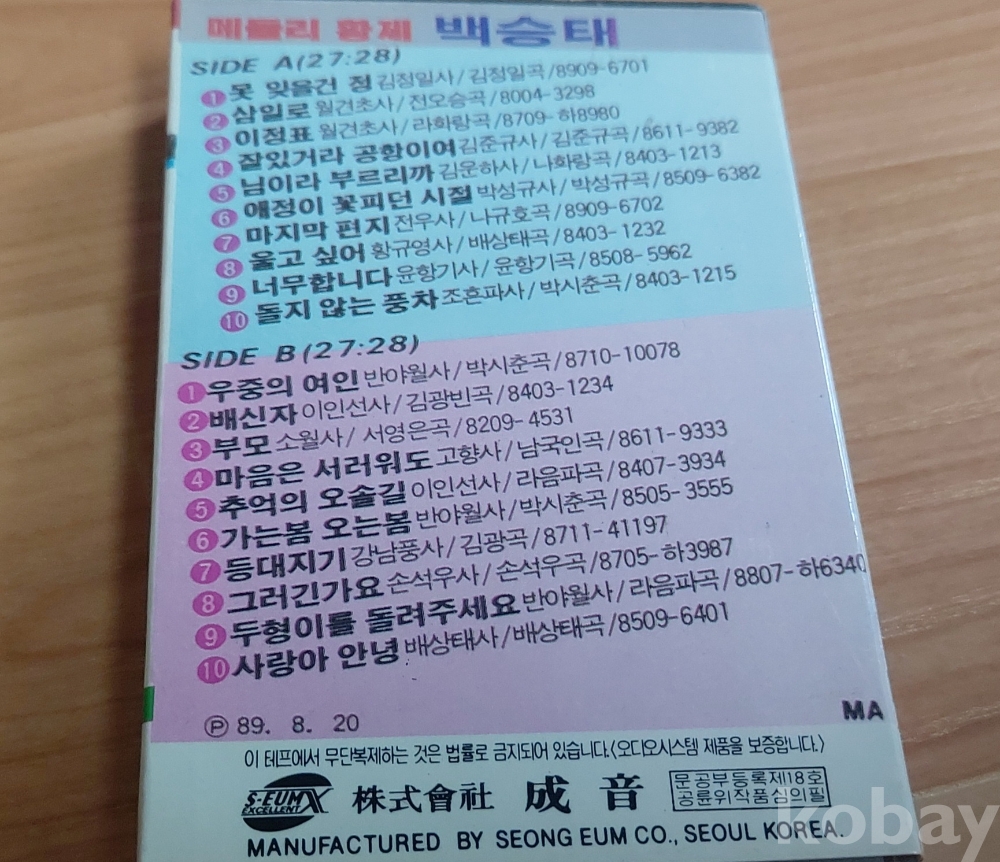 메들리 황제 백승태
SIDE A(27:28)
1 못 잊을건 정 김정일사/김정일곡/8909-6701
2 삼일로 월견초사/전오승곡/8004-3298
3 이정표 월견초사/라화랑곡/8709-하8980
4 잘있거라 공항이여 김준규사/김준규곡/8611-9382
5 님이라 부르리까 김운하사/나화랑곡/8403-1213
6 애정이 꽃피던 시절 박성규사/박성규곡/8509-6382
7 마지막 편지 전우사/나규호곡/8909-6702
8 울고 싶어 황규영사/배상태곡/8403-1232
9 너무합니다 윤항기사/윤항기곡/8508-5962
10 돌지 않는 풍차 조흔파사/박시춘곡/8403-1215
SIDE B(27:28)
1 우중의 여인 반야월사/박시춘곡/8710-10078
2 배신자 이인선사/김광빈곡/8403-1234
3 부모 소월사/서영은곡/8209-4531
4 마음은 서러워도 고향사/남국인곡/8611-9333
5 추억의 오솔길 이인선사/라음파곡/8407-3934
6 가는봄 오는봄 반야월사/박시춘곡/8505-3555
7 등대지기 강남풍사/김광곡/8711-41197
8 그러긴가요 손석우사/손석우곡/8705-하3987
9 두형이를 돌려주세요 반야월사/라음파곡/8807-하6340
10 사랑아 안녕 배상태사/배상태곡/8509-6401
Ⓟ 89. 8. 20
MA
이 테프에서 무단복제하는 것은 법률로 금지되어 있습니다.〈오디오시스템 제품을 보증합니다.〉
S-EUM X EXCELLENT
株式會社 成音
문공부등록제18호
공륜위작품심의필
MANUFACTURED BY SEONG EUM CO., SEOUL KOREA.
kobay